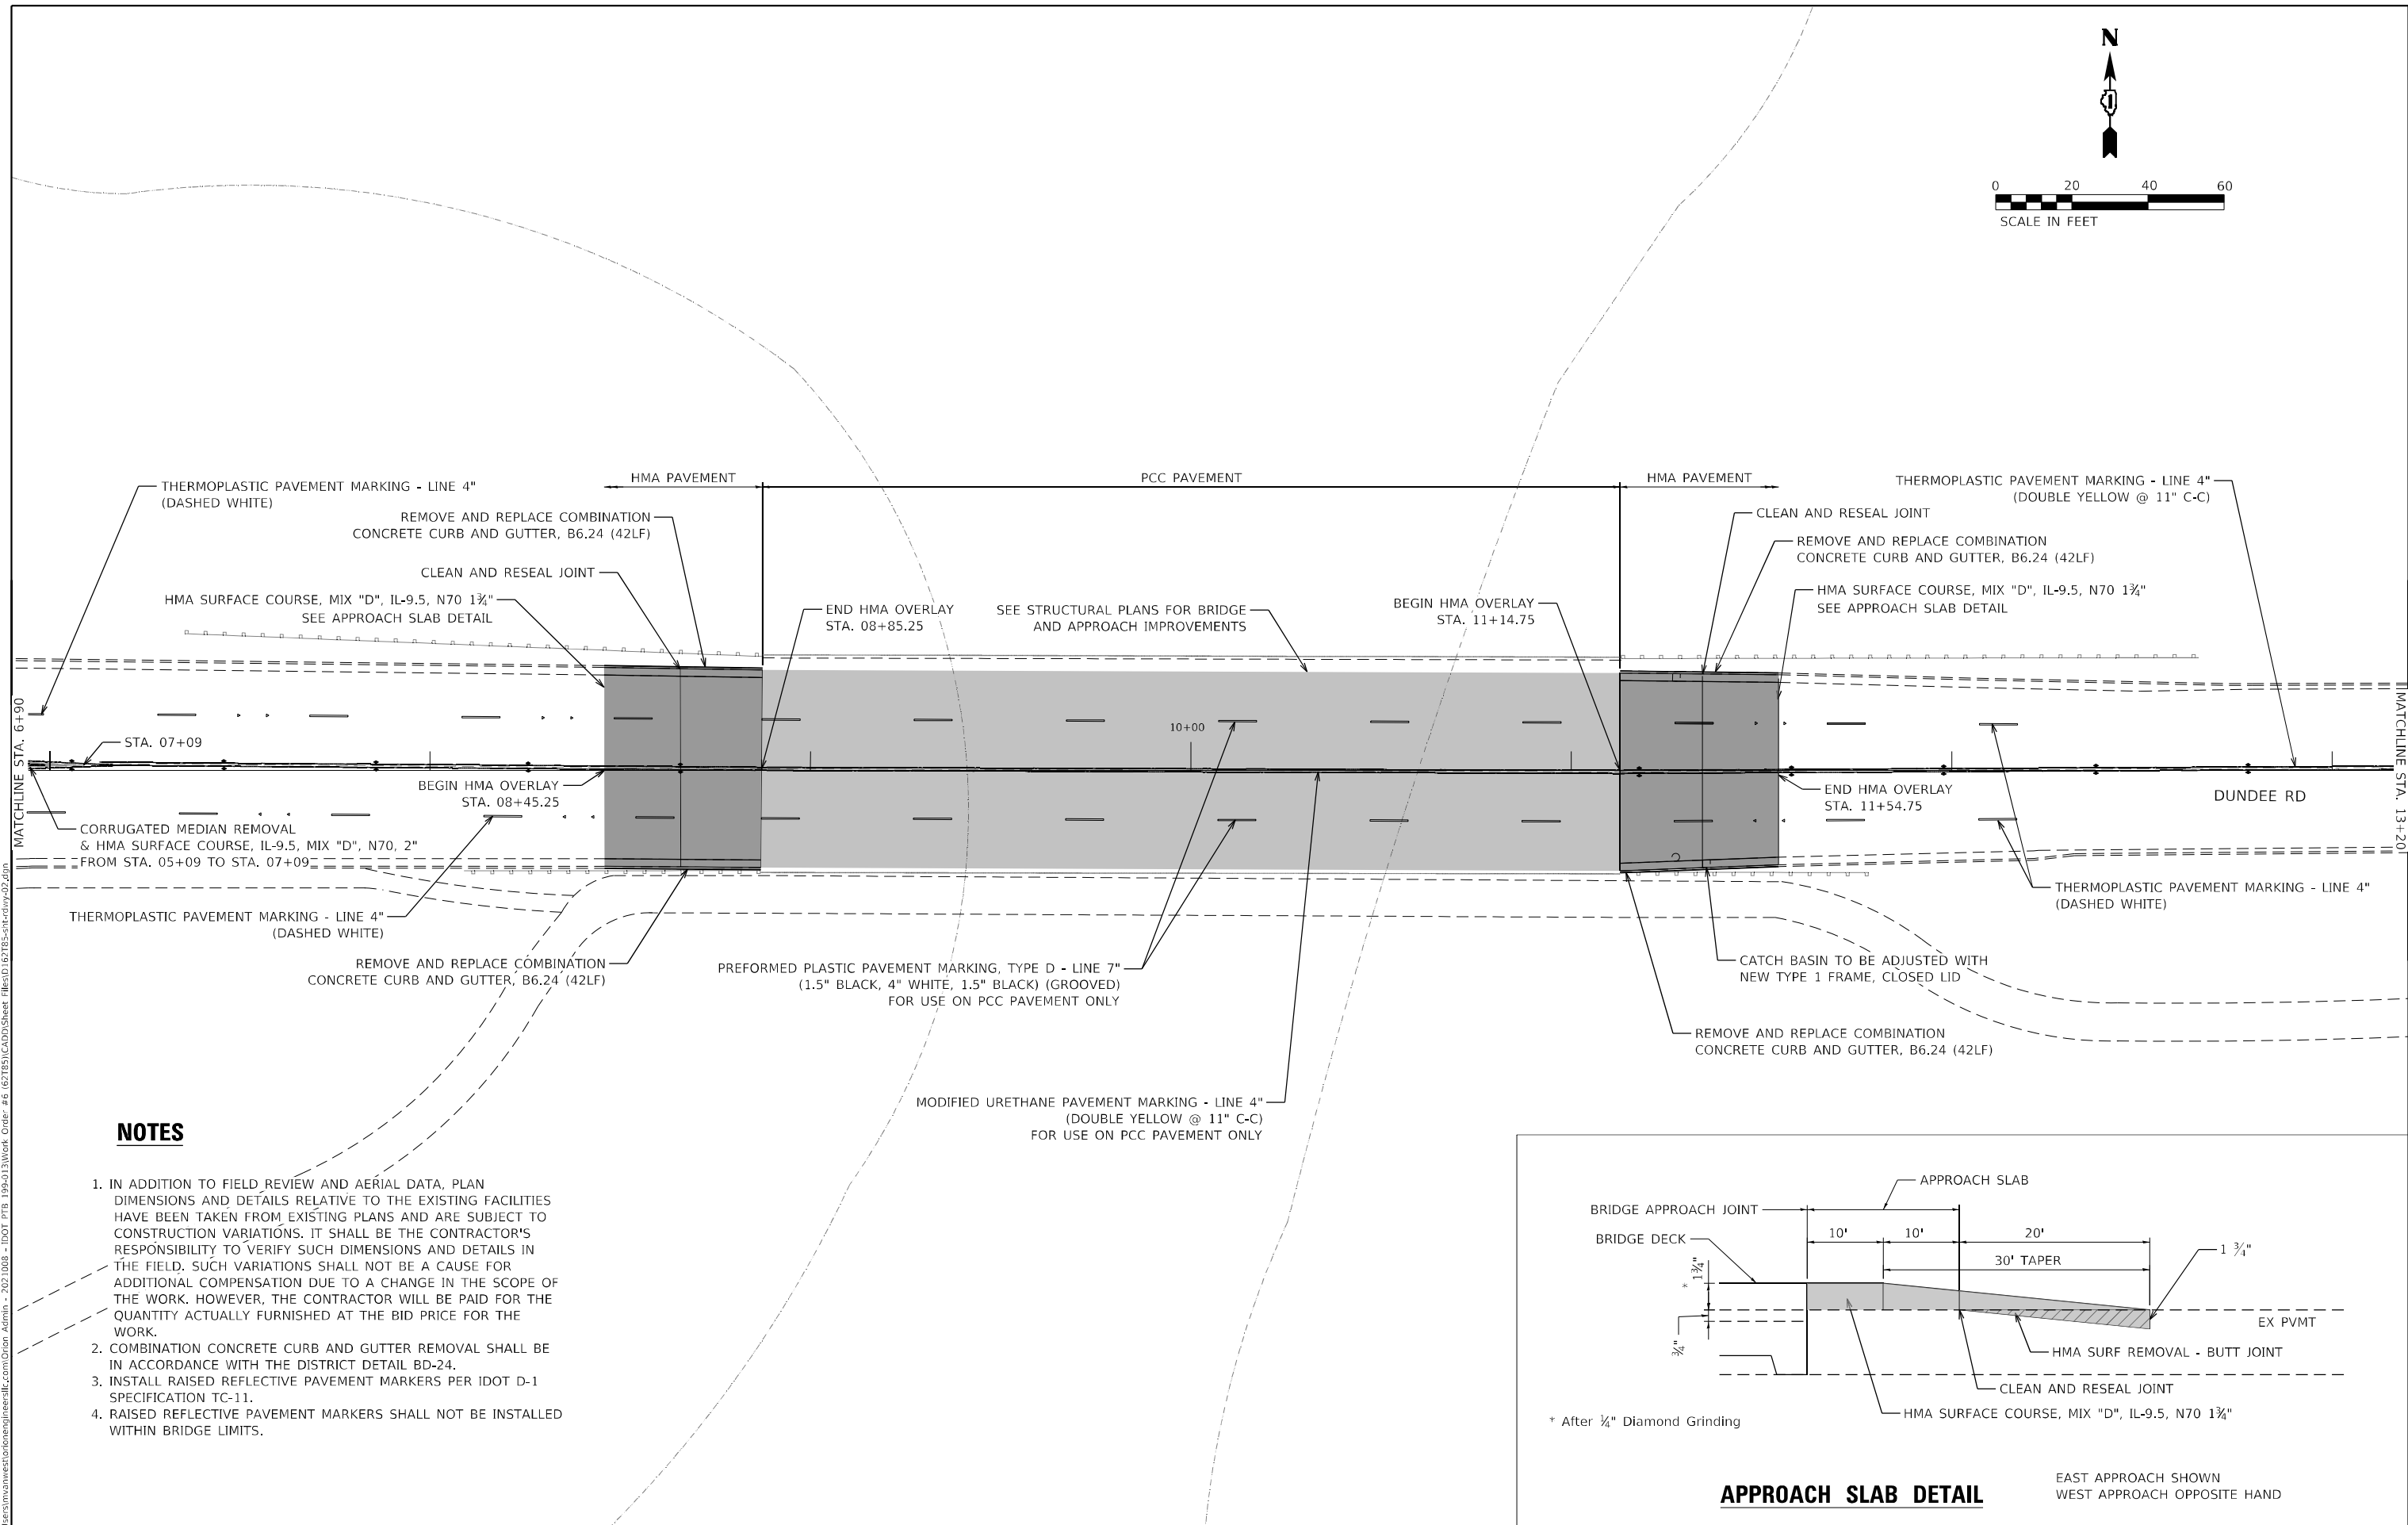 N
0 20 40 60
SCALE IN FEET
HMA PAVEMENT
PCC PAVEMENT
HMA PAVEMENT
THERMOPLASTIC PAVEMENT MARKING - LINE 4"
(DASHED WHITE)
REMOVE AND REPLACE COMBINATION
CONCRETE CURB AND GUTTER, B6.24 (42LF)
CLEAN AND RESEAL JOINT
HMA SURFACE COURSE, MIX "D", IL-9.5, N70 1¾"
SEE APPROACH SLAB DETAIL
END HMA OVERLAY
STA. 08+85.25
SEE STRUCTURAL PLANS FOR BRIDGE
AND APPROACH IMPROVEMENTS
BEGIN HMA OVERLAY
STA. 11+14.75
THERMOPLASTIC PAVEMENT MARKING - LINE 4"
(DOUBLE YELLOW @ 11" C-C)
CLEAN AND RESEAL JOINT
REMOVE AND REPLACE COMBINATION
CONCRETE CURB AND GUTTER, B6.24 (42LF)
HMA SURFACE COURSE, MIX "D", IL-9.5, N70 1¾"
SEE APPROACH SLAB DETAIL
MATCHLINE STA. 6+90
STA. 07+09
10+00
MATCHLINE STA. 13+20
BEGIN HMA OVERLAY
STA. 08+45.25
END HMA OVERLAY
STA. 11+54.75
DUNDEE RD
CORRUGATED MEDIAN REMOVAL
& HMA SURFACE COURSE, IL-9.5, MIX "D", N70, 2"
FROM STA. 05+09 TO STA. 07+09
THERMOPLASTIC PAVEMENT MARKING - LINE 4"
(DASHED WHITE)
THERMOPLASTIC PAVEMENT MARKING - LINE 4"
(DASHED WHITE)
REMOVE AND REPLACE COMBINATION
CONCRETE CURB AND GUTTER, B6.24 (42LF)
PREFORMED PLASTIC PAVEMENT MARKING, TYPE D - LINE 7"
(1.5" BLACK, 4" WHITE, 1.5" BLACK) (GROOVED)
FOR USE ON PCC PAVEMENT ONLY
CATCH BASIN TO BE ADJUSTED WITH
NEW TYPE 1 FRAME, CLOSED LID
REMOVE AND REPLACE COMBINATION
CONCRETE CURB AND GUTTER, B6.24 (42LF)
MODIFIED URETHANE PAVEMENT MARKING - LINE 4"
(DOUBLE YELLOW @ 11" C-C)
FOR USE ON PCC PAVEMENT ONLY
NOTES
1. IN ADDITION TO FIELD REVIEW AND AERIAL DATA, PLAN
DIMENSIONS AND DETAILS RELATIVE TO THE EXISTING FACILITIES
HAVE BEEN TAKEN FROM EXISTING PLANS AND ARE SUBJECT TO
CONSTRUCTION VARIATIONS. IT SHALL BE THE CONTRACTOR'S
RESPONSIBILITY TO VERIFY SUCH DIMENSIONS AND DETAILS IN
THE FIELD. SUCH VARIATIONS SHALL NOT BE A CAUSE FOR
ADDITIONAL COMPENSATION DUE TO A CHANGE IN THE SCOPE OF
THE WORK. HOWEVER, THE CONTRACTOR WILL BE PAID FOR THE
QUANTITY ACTUALLY FURNISHED AT THE BID PRICE FOR THE
WORK.
2. COMBINATION CONCRETE CURB AND GUTTER REMOVAL SHALL BE
IN ACCORDANCE WITH THE DISTRICT DETAIL BD-24.
3. INSTALL RAISED REFLECTIVE PAVEMENT MARKERS PER IDOT D-1
SPECIFICATION TC-11.
4. RAISED REFLECTIVE PAVEMENT MARKERS SHALL NOT BE INSTALLED
WITHIN BRIDGE LIMITS.
APPROACH SLAB
BRIDGE APPROACH JOINT
BRIDGE DECK
10' 10' 20'
30' TAPER
1 ¾"
* 1¾"
¾"
EX PVMT
HMA SURF REMOVAL - BUTT JOINT
CLEAN AND RESEAL JOINT
HMA SURFACE COURSE, MIX "D", IL-9.5, N70 1¾"
* After ¼" Diamond Grinding
APPROACH SLAB DETAIL
EAST APPROACH SHOWN
WEST APPROACH OPPOSITE HAND